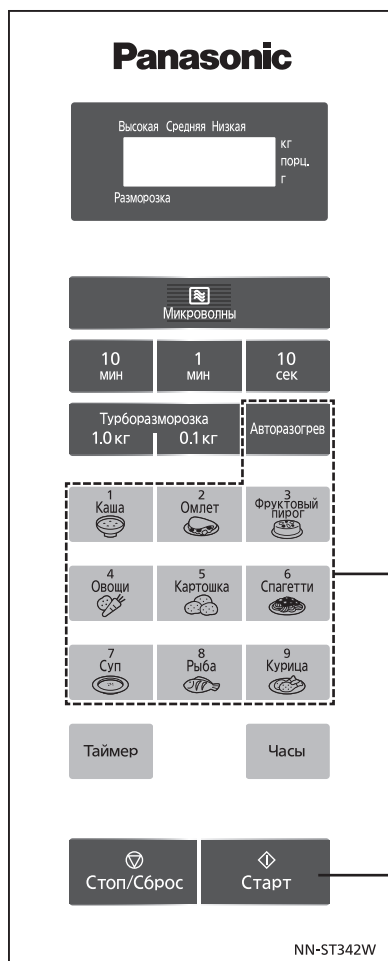 Panasonic
Высокая Средняя Низкая
кг
порц.
г
Разморозка
Микроволны
10 мин
1 мин
10 сек
Турборазморозка
1.0 кг 0.1 кг
Авторазогрев
1 Каша
2 Омлет
3 Фруктовый пирог
4 Овощи
5 Картошка
6 Спагетти
7 Суп
8 Рыба
9 Курица
Таймер
Часы
Стоп/Сброс
Старт
NN-ST342W